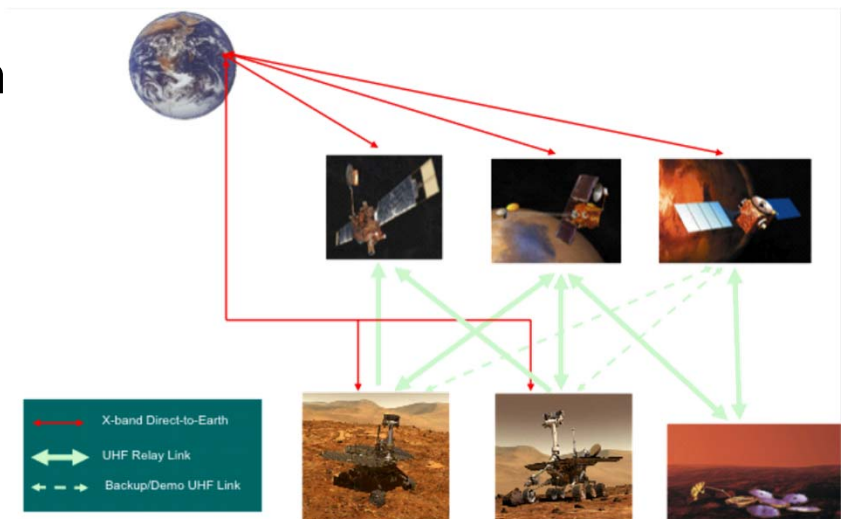 X-band Direct-to-Earth
UHF Relay Link
Backup/Demo UHF Link